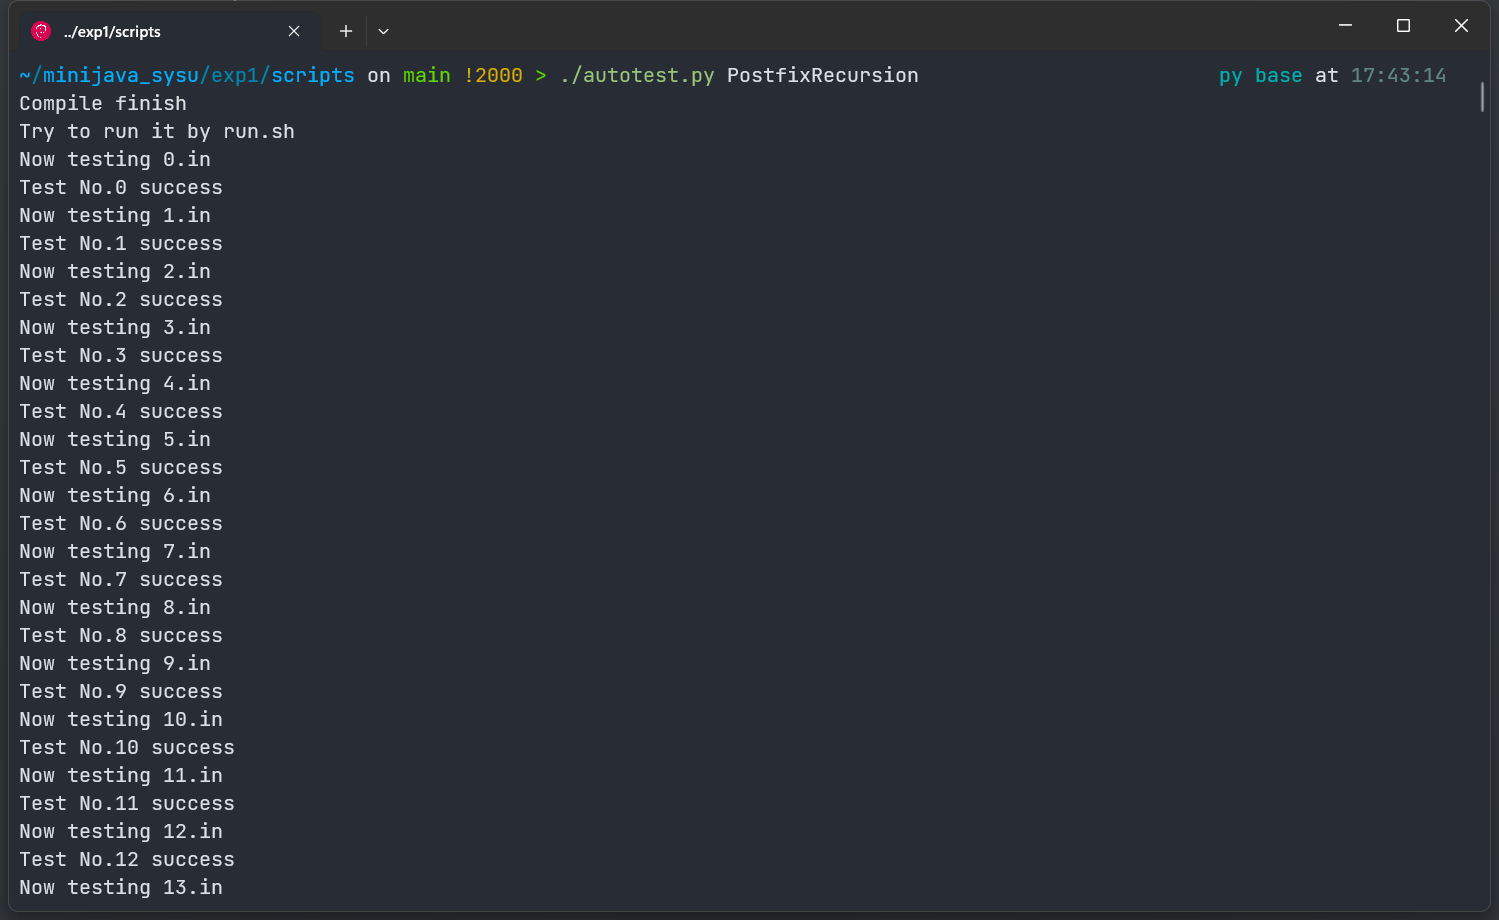 ../exp1/scripts
~/minijava_sysu/exp1/scripts on main !2000 > ./autotest.py PostfixRecursion py base at 17:43:14
Compile finish
Try to run it by run.sh
Now testing 0.in
Test No.0 success
Now testing 1.in
Test No.1 success
Now testing 2.in
Test No.2 success
Now testing 3.in
Test No.3 success
Now testing 4.in
Test No.4 success
Now testing 5.in
Test No.5 success
Now testing 6.in
Test No.6 success
Now testing 7.in
Test No.7 success
Now testing 8.in
Test No.8 success
Now testing 9.in
Test No.9 success
Now testing 10.in
Test No.10 success
Now testing 11.in
Test No.11 success
Now testing 12.in
Test No.12 success
Now testing 13.in